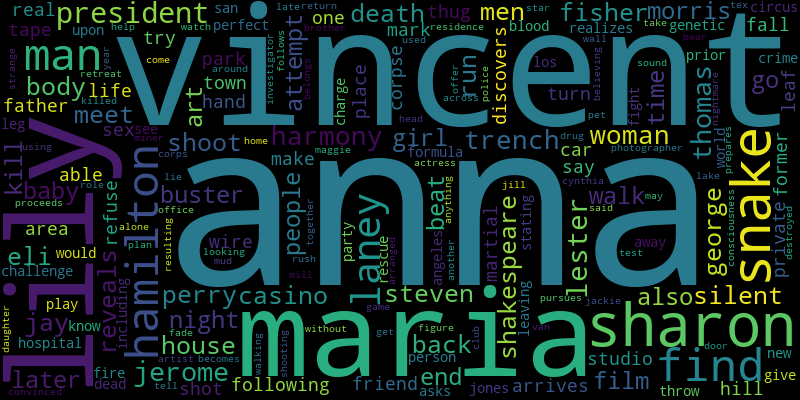 vincent
anna
maria
lily
sharon
snake
man
find
hamilton
president
death
fisher
morris
real
tape
san
upon
perfect
one
men
thug
mark
genetic
circus
late
return
star
tex
help
watch
brother
residence
take
year
come
follows
used
wall
bear
retreat
killed
around
belongs
offer
across
police
believing
pet
sound
nightmare
strange
investigator
attempt
try
park
town
hand
art
meet
body
life
father
leg
using
sex
see
miner
corps
charge
place
corpse
run
blood
realizes
discovers
los
turn
fight
time
go
fall
prior
crime
leaf
world
shoot
home
harmony
girl
head
trench
woman
drug
car
photographer
thomas
kill
able
baby
role
proceeds
area
eli
would
challenge
play
jay
know
hospital
later
daughter
convinced
reveals
including
refuse
alone
plan
lie
buster
office
looking
mud
wire
resulting
make
maggie
people
together
rush
mill
party
rescue
arranged
laney
formula
actress
beat
angeles
anything
another
martial
jill
stating
shakespeare
leaving
say
cynthia
walk
may
said
lester
lake
prepares
consciousness
george
away
test
private
former
destroyed
perry
casino
steven
also
silent
night
house
jerome
fire
dead
shot
fade
artist
becomes
tell
following
walking
shooting
without
game
figure
get
person
friend
asks
club
jones
back
end
arrives
pursues
jackie
van
film
studio
door
hill
throw
new
give